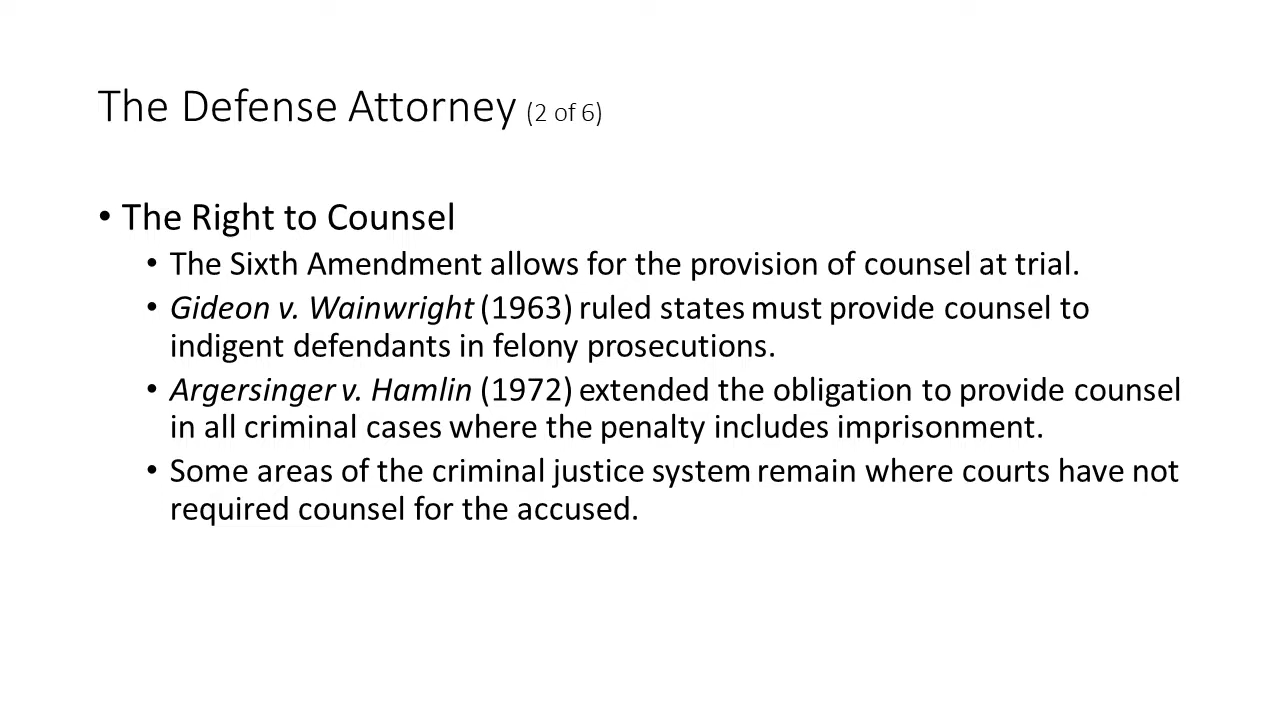 The Defense Attorney (2 of 6)
• The Right to Counsel
• The Sixth Amendment allows for the provision of counsel at trial.
• Gideon v. Wainwright (1963) ruled states must provide counsel to
indigent defendants in felony prosecutions.
• Argersinger v. Hamlin (1972) extended the obligation to provide counsel
in all criminal cases where the penalty includes imprisonment.
• Some areas of the criminal justice system remain where courts have not
required counsel for the accused.